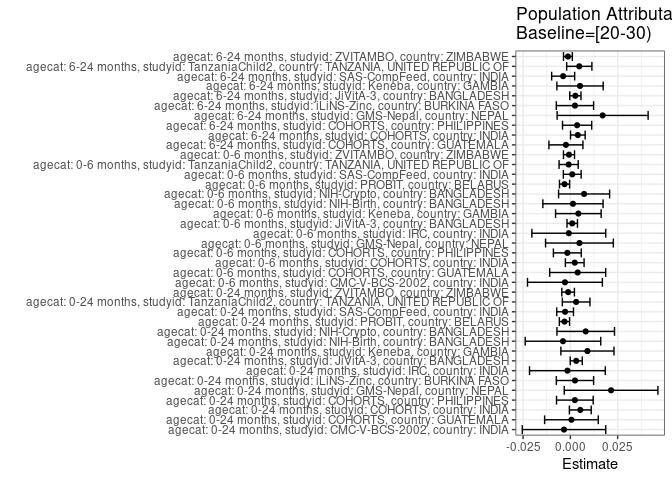 Population Attributa
Baseline=[20-30)
agecat: 6-24 months, studyid: ZVITAMBO, country: ZIMBABWE
agecat: 6-24 months, studyid: TanzaniaChild2, country: TANZANIA, UNITED REPUBLIC OF
agecat: 6-24 months, studyid: SAS-CompFeed, country: INDIA
agecat: 6-24 months, studyid: Keneba, country: GAMBIA
agecat: 6-24 months, studyid: JiVitA-3, country: BANGLADESH
agecat: 6-24 months, studyid: iLiNS-Zinc, country: BURKINA FASO
agecat: 6-24 months, studyid: GMS-Nepal, country: NEPAL
agecat: 6-24 months, studyid: COHORTS, country: PHILIPPINES
agecat: 6-24 months, studyid: COHORTS, country: INDIA
agecat: 6-24 months, studyid: COHORTS, country: GUATEMALA
agecat: 0-6 months, studyid: ZVITAMBO, country: ZIMBABWE
agecat: 0-6 months, studyid: TanzaniaChild2, country: TANZANIA, UNITED REPUBLIC OF
agecat: 0-6 months, studyid: SAS-CompFeed, country: INDIA
agecat: 0-6 months, studyid: PROBIT, country: BELARUS
agecat: 0-6 months, studyid: NIH-Crypto, country: BANGLADESH
agecat: 0-6 months, studyid: NIH-Birth, country: BANGLADESH
agecat: 0-6 months, studyid: Keneba, country: GAMBIA
agecat: 0-6 months, studyid: JiVitA-3, country: BANGLADESH
agecat: 0-6 months, studyid: IRC, country: INDIA
agecat: 0-6 months, studyid: GMS-Nepal, country: NEPAL
agecat: 0-6 months, studyid: COHORTS, country: PHILIPPINES
agecat: 0-6 months, studyid: COHORTS, country: INDIA
agecat: 0-6 months, studyid: COHORTS, country: GUATEMALA
agecat: 0-6 months, studyid: CMC-V-BCS-2002, country: INDIA
agecat: 0-24 months, studyid: ZVITAMBO, country: ZIMBABWE
agecat: 0-24 months, studyid: TanzaniaChild2, country: TANZANIA, UNITED REPUBLIC OF
agecat: 0-24 months, studyid: SAS-CompFeed, country: INDIA
agecat: 0-24 months, studyid: PROBIT, country: BELARUS
agecat: 0-24 months, studyid: NIH-Crypto, country: BANGLADESH
agecat: 0-24 months, studyid: NIH-Birth, country: BANGLADESH
agecat: 0-24 months, studyid: Keneba, country: GAMBIA
agecat: 0-24 months, studyid: JiVitA-3, country: BANGLADESH
agecat: 0-24 months, studyid: IRC, country: INDIA
agecat: 0-24 months, studyid: iLiNS-Zinc, country: BURKINA FASO
agecat: 0-24 months, studyid: GMS-Nepal, country: NEPAL
agecat: 0-24 months, studyid: COHORTS, country: PHILIPPINES
agecat: 0-24 months, studyid: COHORTS, country: INDIA
agecat: 0-24 months, studyid: COHORTS, country: GUATEMALA
agecat: 0-24 months, studyid: CMC-V-BCS-2002, country: INDIA
-0.025 0.000 0.025
Estimate